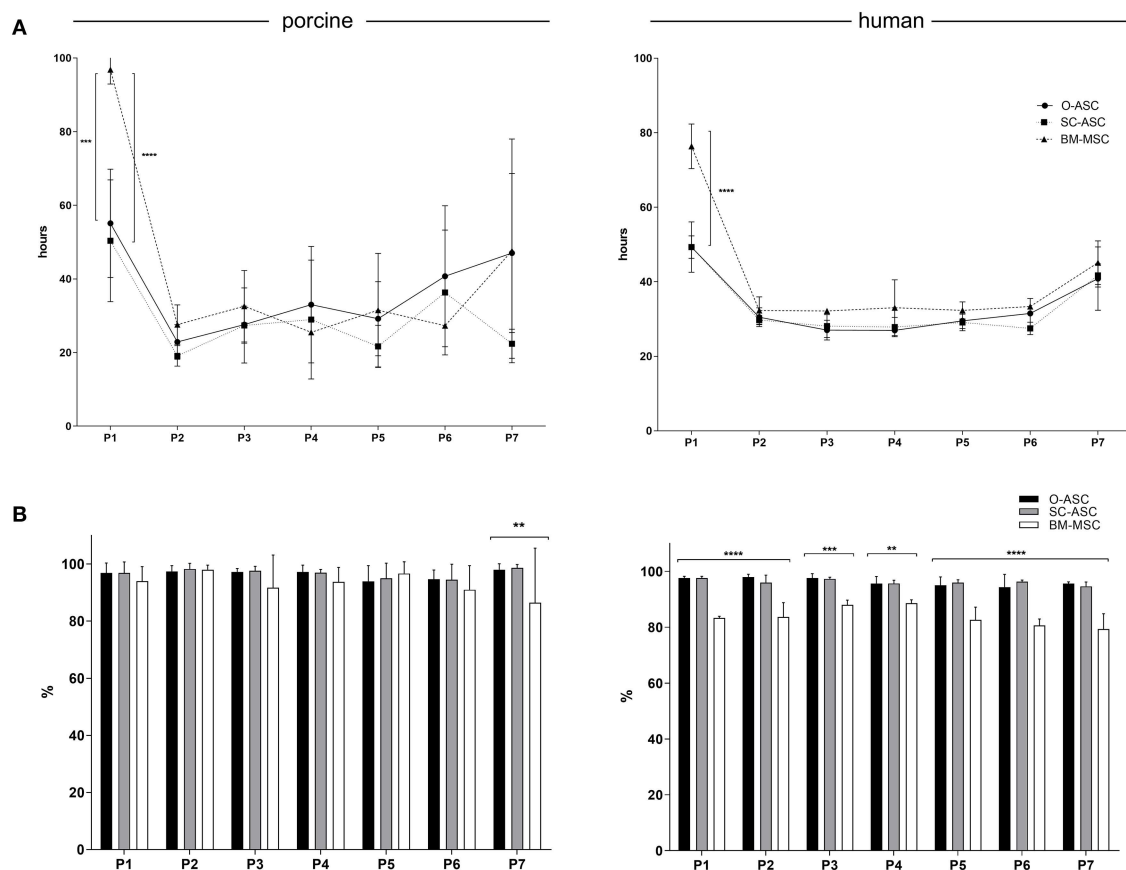 porcine
human
A
100
80
60
40
20
0
hours
***
****
P1 P2 P3 P4 P5 P6 P7
100
80
60
40
20
0
hours
****
O-ASC
SC-ASC
BM-MSC
P1 P2 P3 P4 P5 P6 P7
B
100
80
60
40
20
0
%
**
P1 P2 P3 P4 P5 P6 P7
O-ASC
SC-ASC
BM-MSC
100
80
60
40
20
0
%
**** *** ** ****
P1 P2 P3 P4 P5 P6 P7